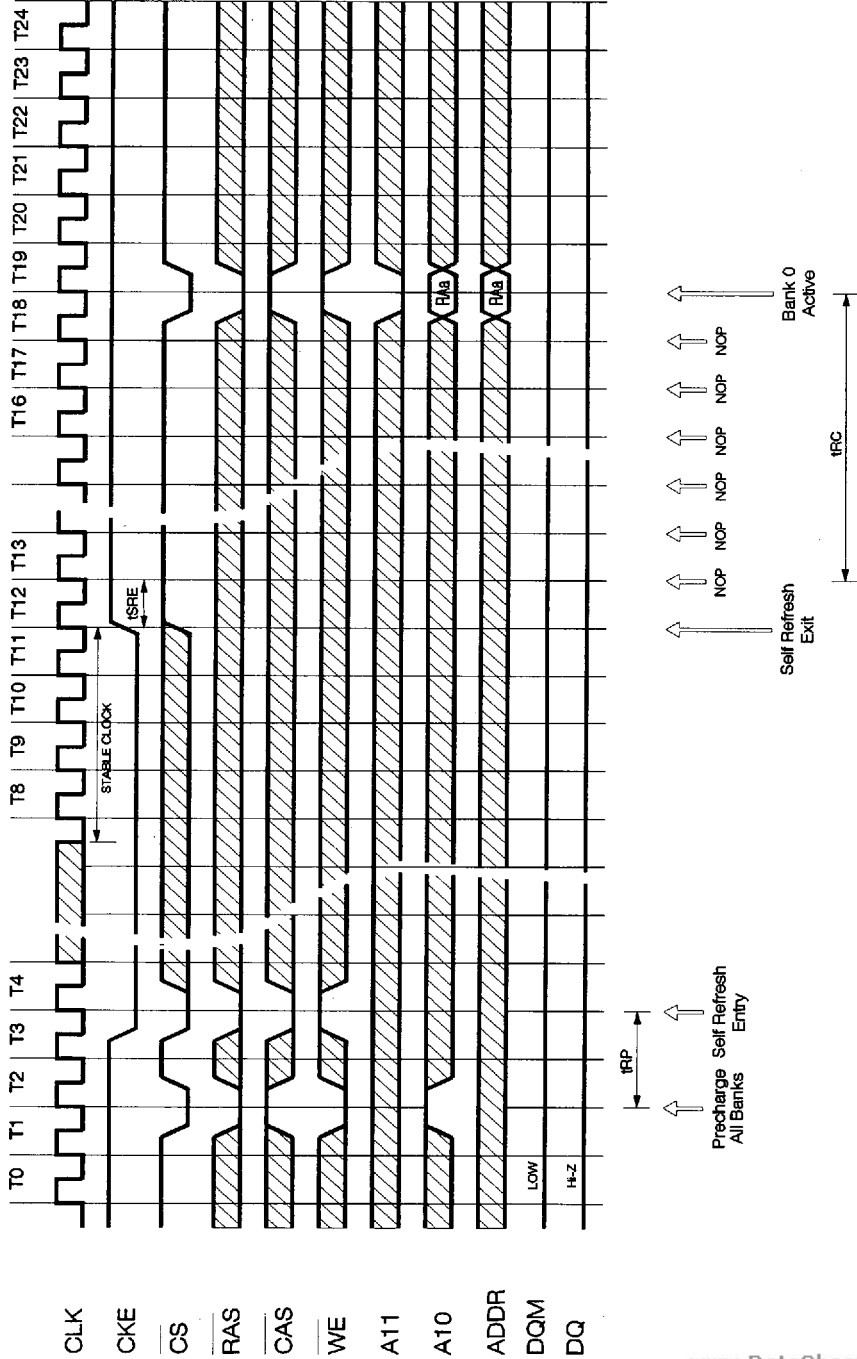 T0 T1 T2 T3 T4 T8 T9 T10 T11 T12 T13 T16 T17 T18 T19 T20 T21 T22 T23 T24
CLK
STABLE CLOCK
CKE
tSRE
CS
RAS
CAS
WE
A11
A10
RAa
ADDR
RAa
DQM
LOW
DQ
Hi-Z
tRP
Precharge
All Banks
Self Refresh
Entry
Self Refresh
Exit
NOP NOP NOP NOP NOP NOP
Bank 0
Active
tRC